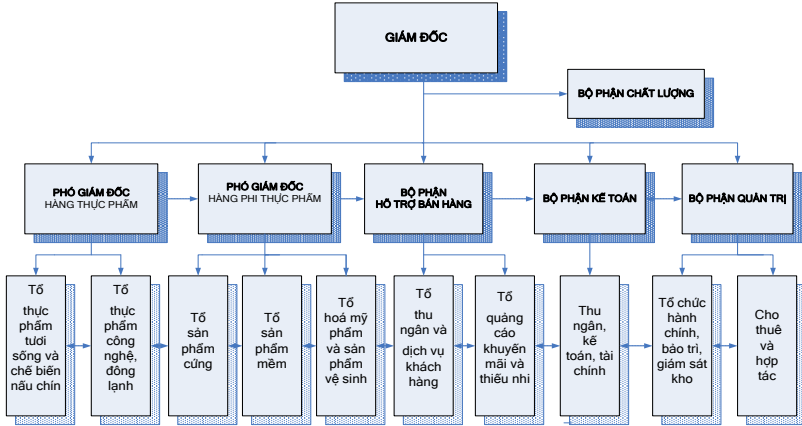 GIÁM ĐỐC
BỘ PHẬN CHẤT LƯỢNG
PHÓ GIÁM ĐỐC
HÀNG THỰC PHẨM
PHÓ GIÁM ĐỐC
HÀNG PHI THỰC PHẨM
BỘ PHẬN
HỖ TRỢ BÁN HÀNG
BỘ PHẬN KẾ TOÁN
BỘ PHẬN QUẢN TRỊ
Tổ
thực
phẩm
tươi
sống và
chế biến
nấu chín
Tổ
thực
phẩm
công
nghệ,
đông
lạnh
Tổ
sản
phẩm
cứng
Tổ
sản
phẩm
mềm
Tổ
hoá mỹ
phẩm
và sản
phẩm
vệ sinh
Tổ
thu
ngân và
dịch vụ
khách
hàng
Tổ
quảng
cáo
khuyến
mãi và
thiếu nhi
Thu
ngân,
kế
toán, tài
chính
Tổ chức
hành
chính,
bảo trì,
giám sát
kho
Cho
thuê và
hợp
tác